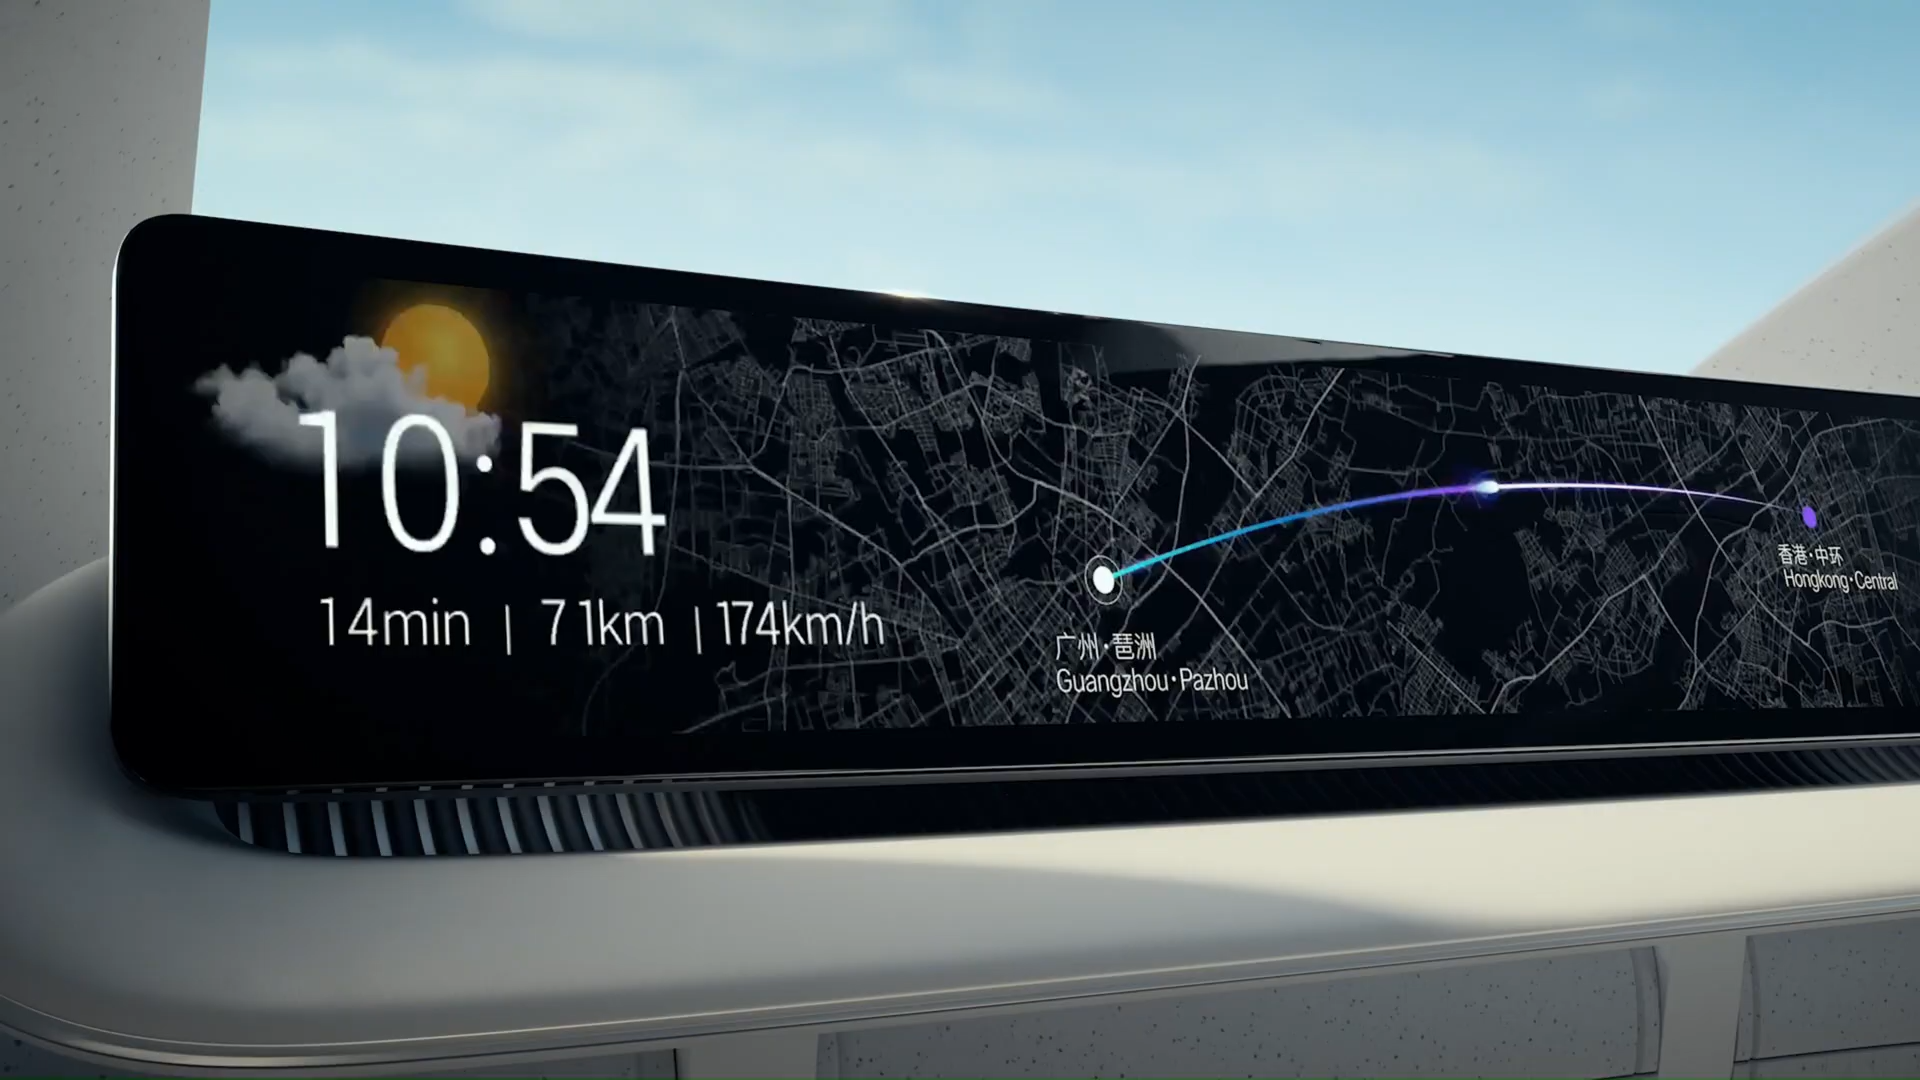 10:54
14min | 71km | 174km/h
广州·琶洲
Guangzhou·Pazhou
香港·中环
Hongkong·Central